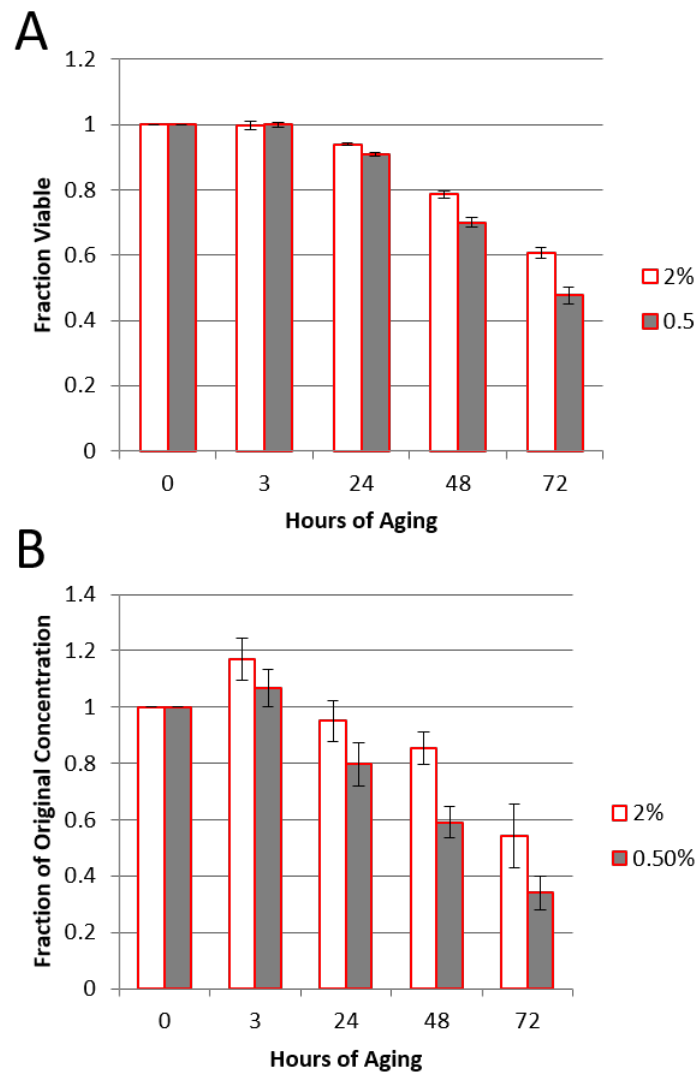 A
1.2
1
0.8
0.6
0.4
0.2
0
Fraction Viable
0 3 24 48 72
Hours of Aging
2%
0.5
B
1.4
1.2
1
0.8
0.6
0.4
0.2
0
Fraction of Original Concentration
0 3 24 48 72
Hours of Aging
2%
0.50%